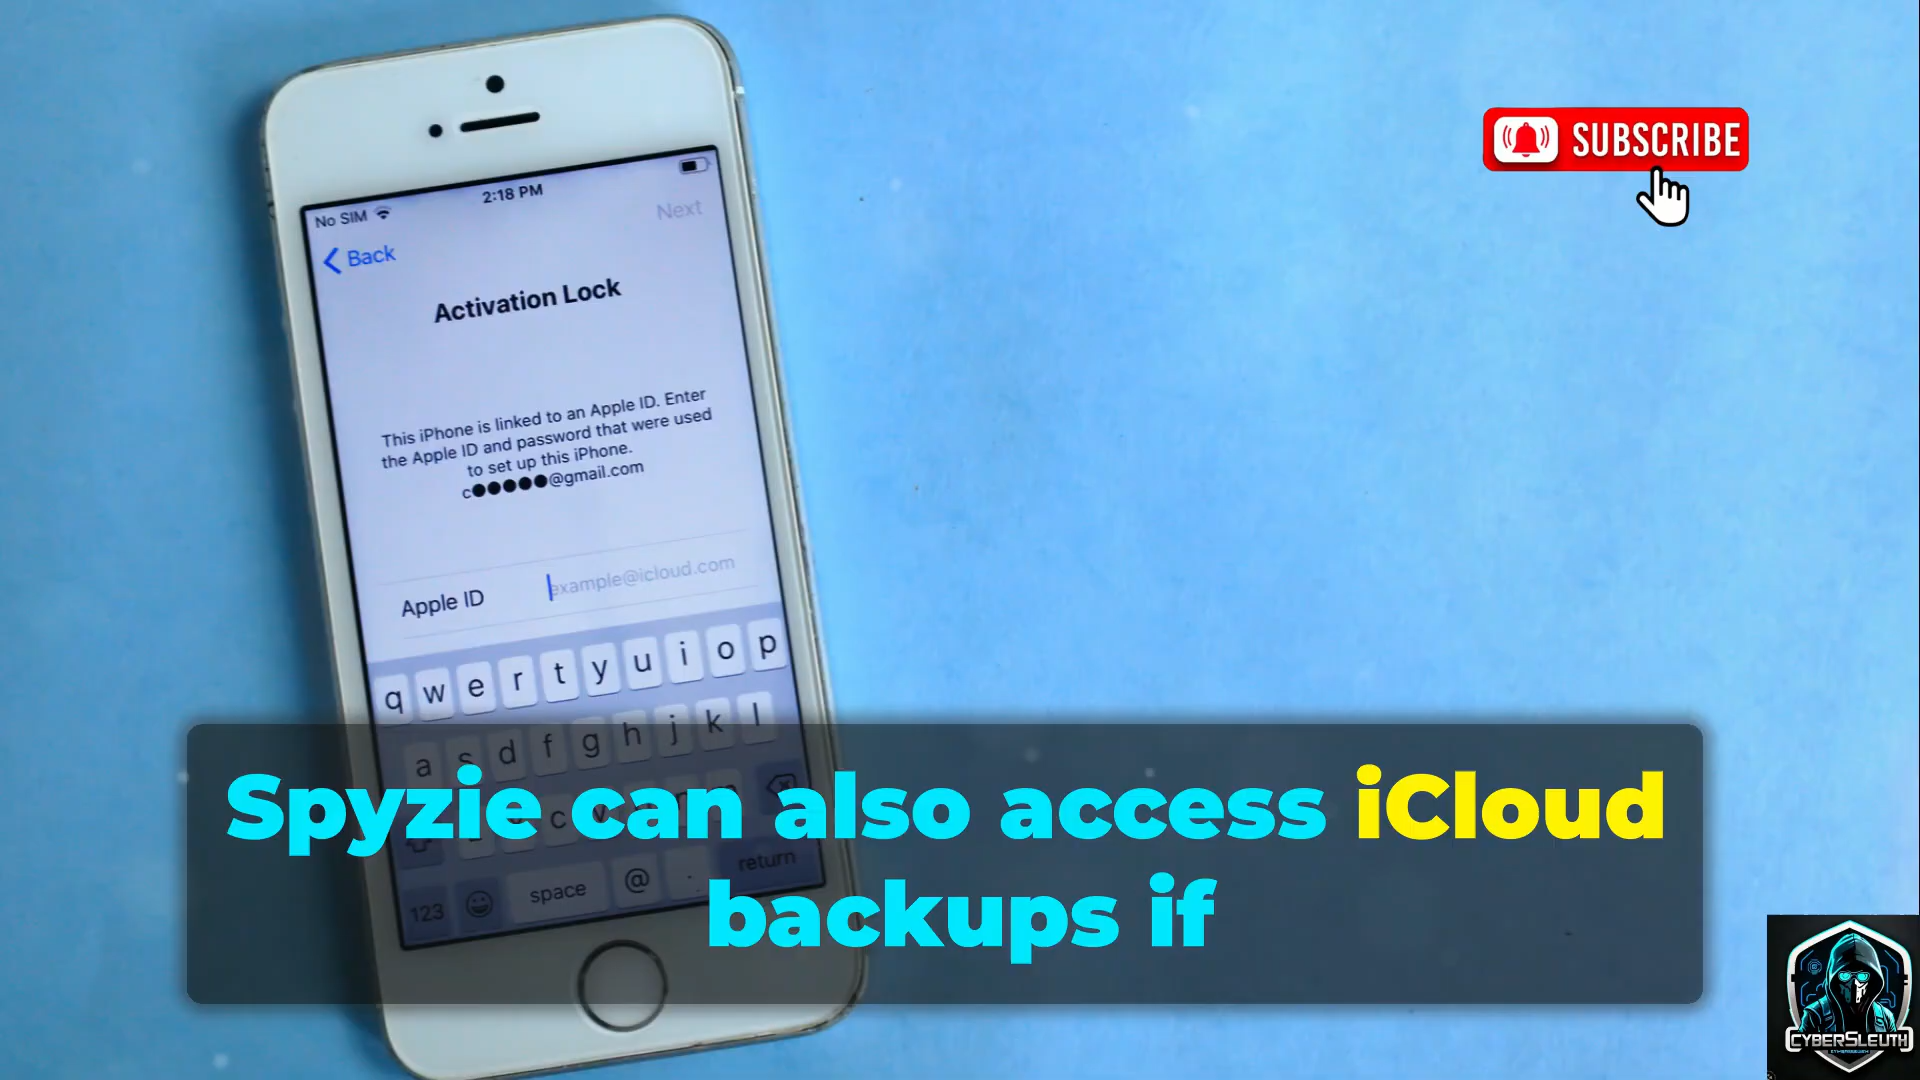 SUBSCRIBE
No SIM
2:18 PM
Back
Next
Activation Lock
This iPhone is linked to an Apple ID. Enter
the Apple ID and password that were used
to set up this iPhone.
c●●●●●@gmail.com
Apple ID
example@icloud.com
q w e r t y u i o p
a s d f g h j k l
Spyzie can also access iCloud
backups if
123
space
@
.
return
CYBERSLEUTH